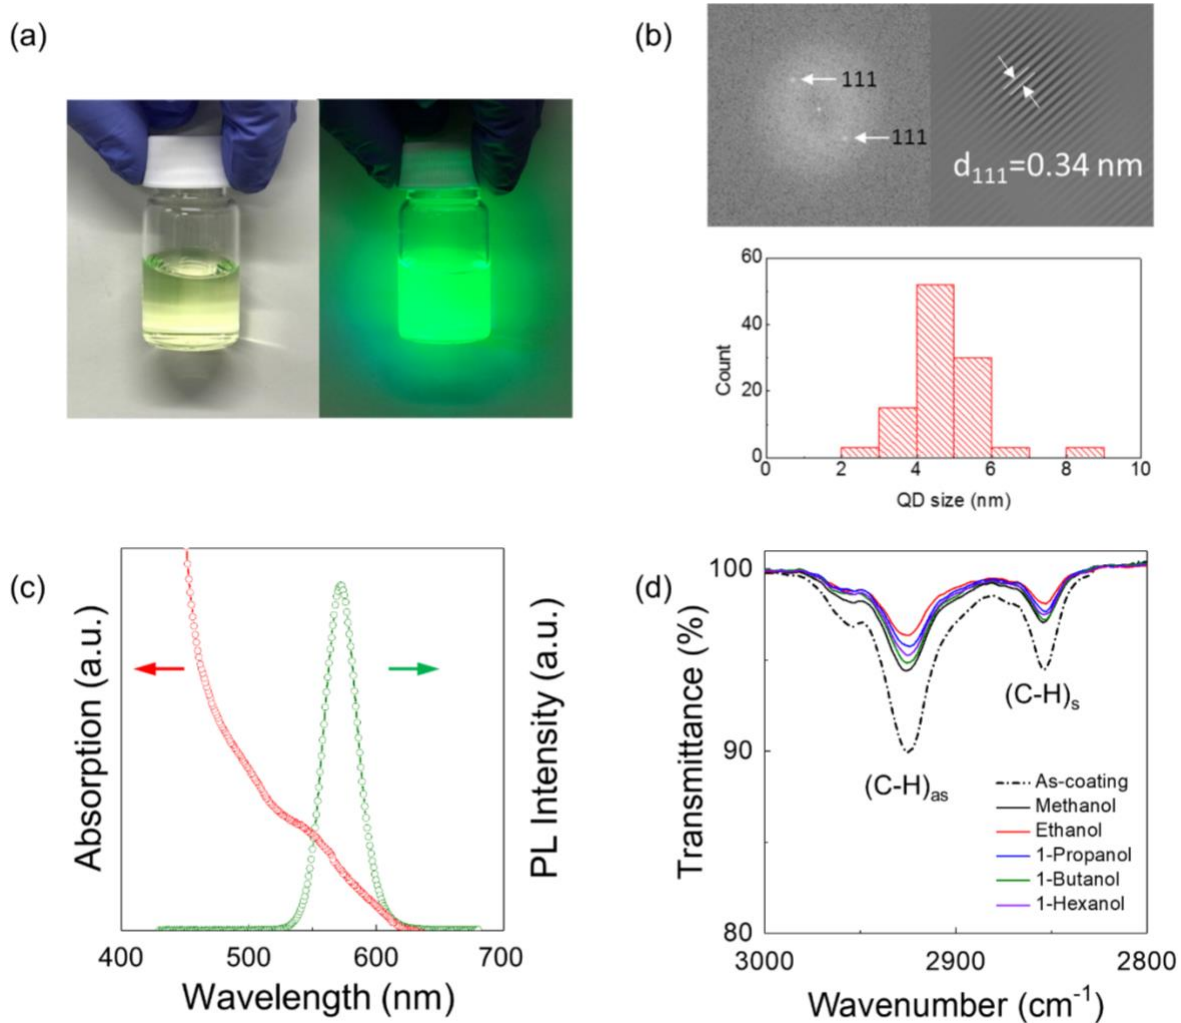 (a)
(b)
111
111
d111=0.34 nm
60
40
20
0
Count
0 2 4 6 8 10
QD size (nm)
(c)
Absorption (a.u.)
PL Intensity (a.u.)
400 500 600 700
Wavelength (nm)
(d)
100
90
80
Transmittance (%)
(C-H)s
(C-H)as
As-coating
Methanol
Ethanol
1-Propanol
1-Butanol
1-Hexanol
3000 2900 2800
Wavenumber (cm-1)